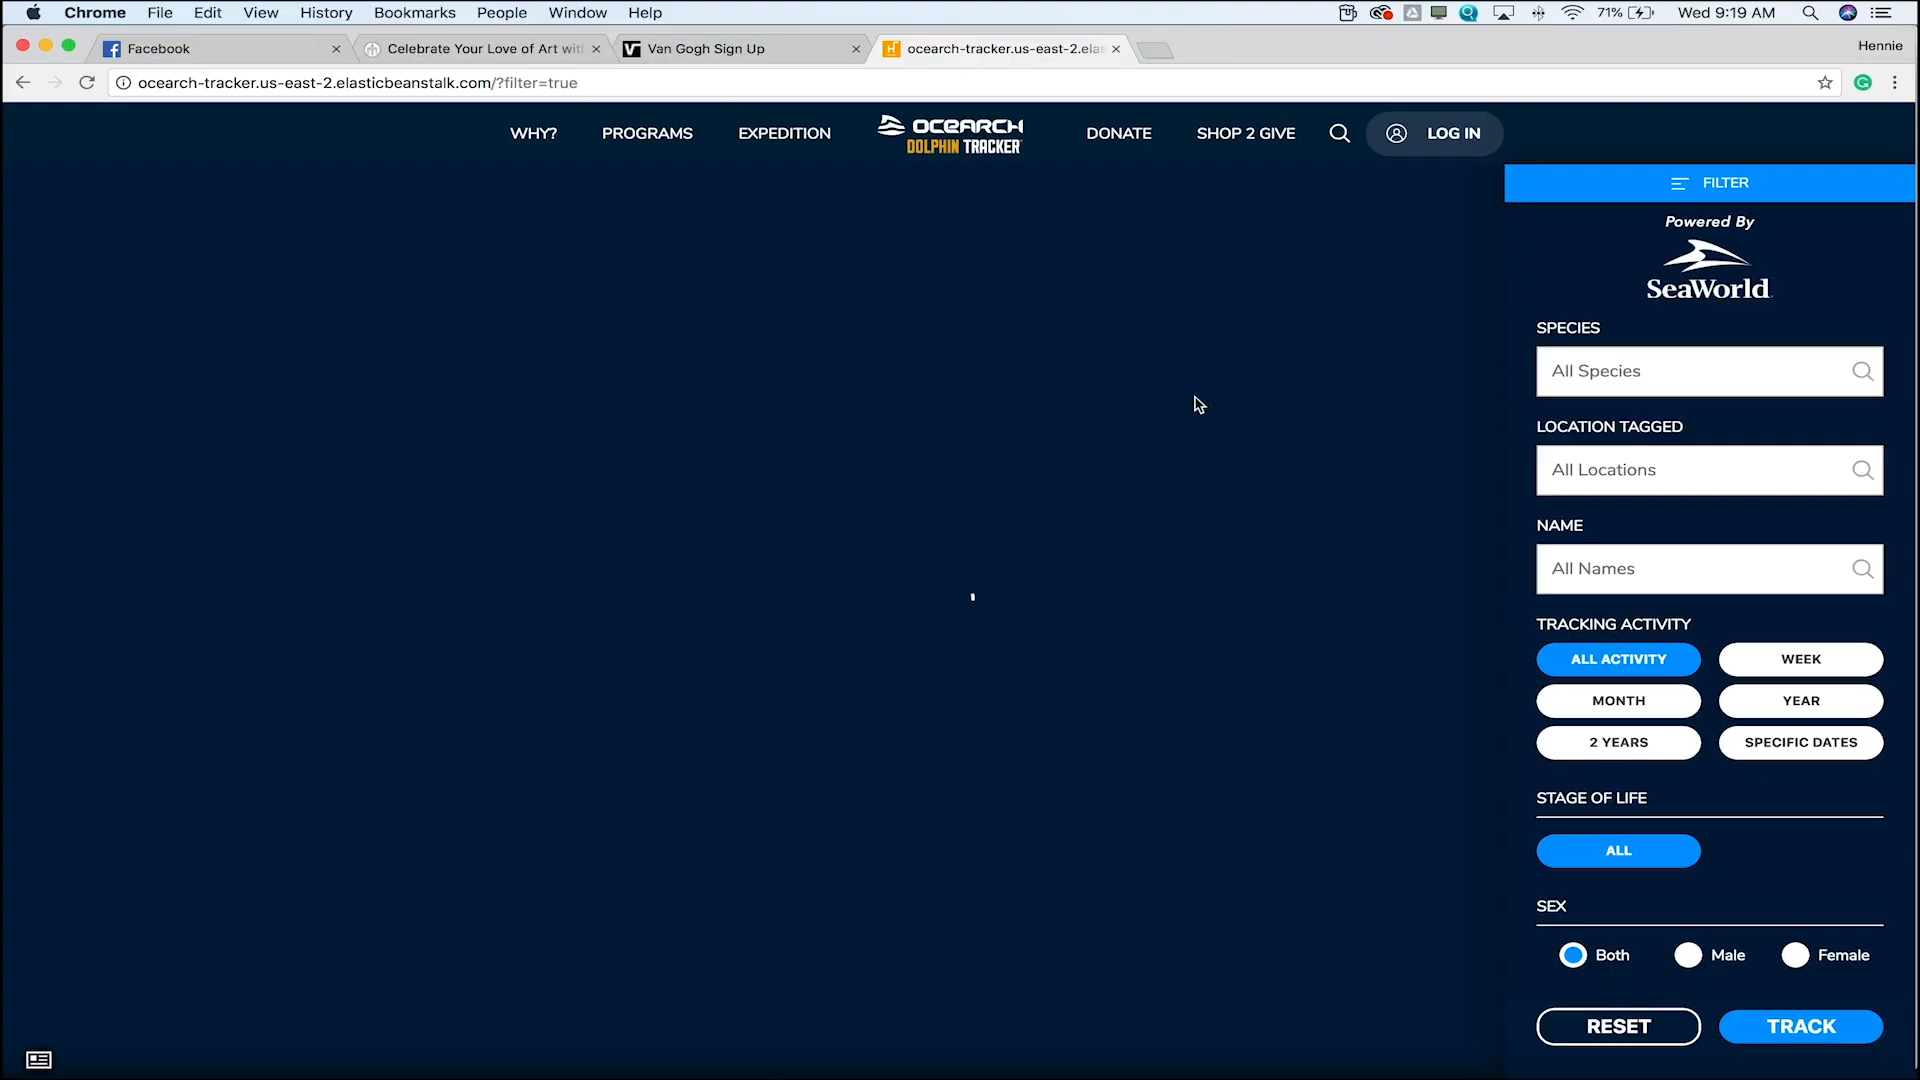 Chrome File Edit View History Bookmarks People Window Help 71% Wed 9:19 AM
Facebook Celebrate Your Love of Art wit Van Gogh Sign Up ocearch-tracker.us-east-2.elas Hennie
ocearch-tracker.us-east-2.elasticbeanstalk.com/?filter=true
WHY? PROGRAMS EXPEDITION OCEARCH DONATE SHOP 2 GIVE LOG IN
DOLPHIN TRACKER
FILTER
Powered By
SeaWorld
SPECIES
All Species
LOCATION TAGGED
All Locations
NAME
All Names
TRACKING ACTIVITY
ALL ACTIVITY WEEK
MONTH YEAR
2 YEARS SPECIFIC DATES
STAGE OF LIFE
ALL
SEX
Both Male Female
RESET TRACK